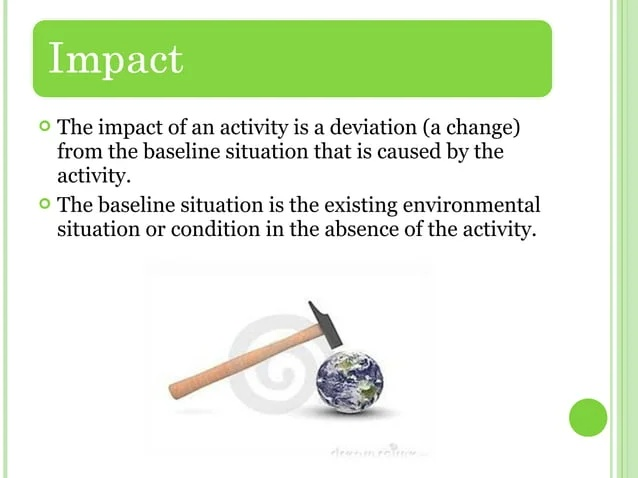 Impact
The impact of an activity is a deviation (a change)
from the baseline situation that is caused by the
activity.
The baseline situation is the existing environmental
situation or condition in the absence of the activity.